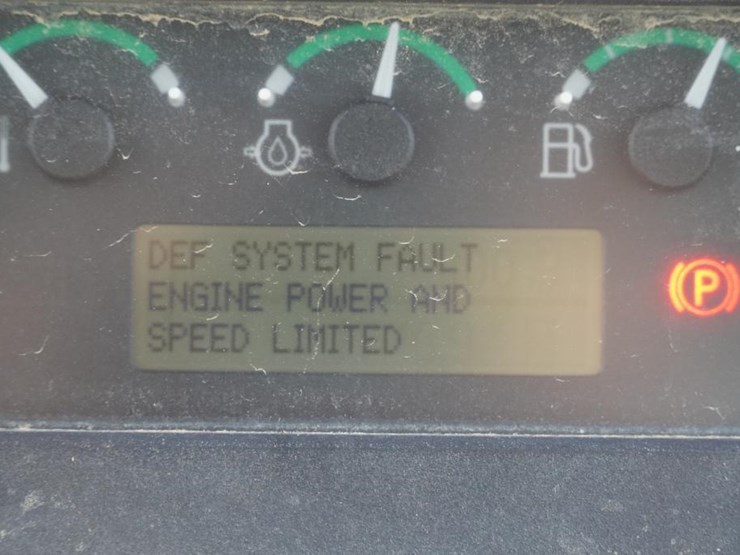 DEF SYSTEM FAULT
ENGINE POWER AND
SPEED LIMITED
P